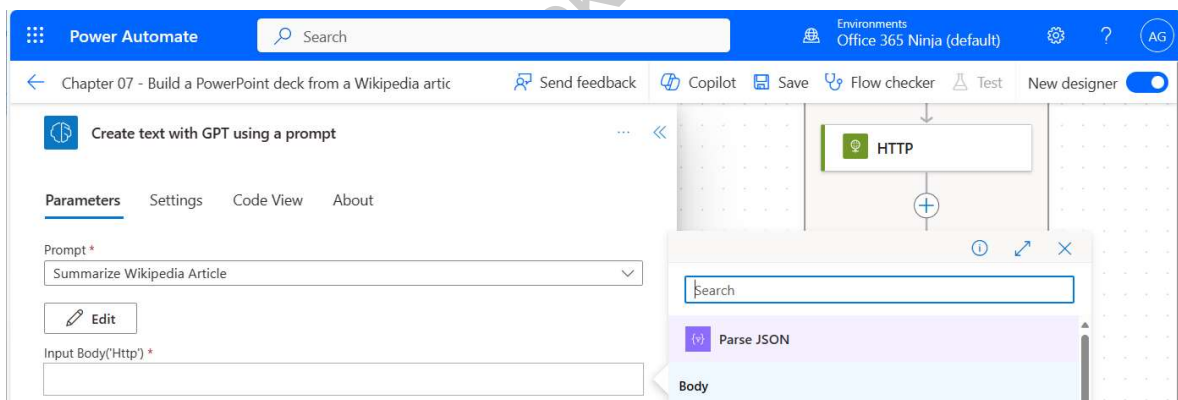 Power Automate
Search
Environments
Office 365 Ninja (default)
?
AG
Chapter 07 - Build a PowerPoint deck from a Wikipedia artic
Send feedback
Copilot
Save
Flow checker
Test
New designer
Create text with GPT using a prompt
HTTP
Parameters
Settings
Code View
About
Prompt *
Summarize Wikipedia Article
Edit
Input Body('Http') *
Search
{v} Parse JSON
Body